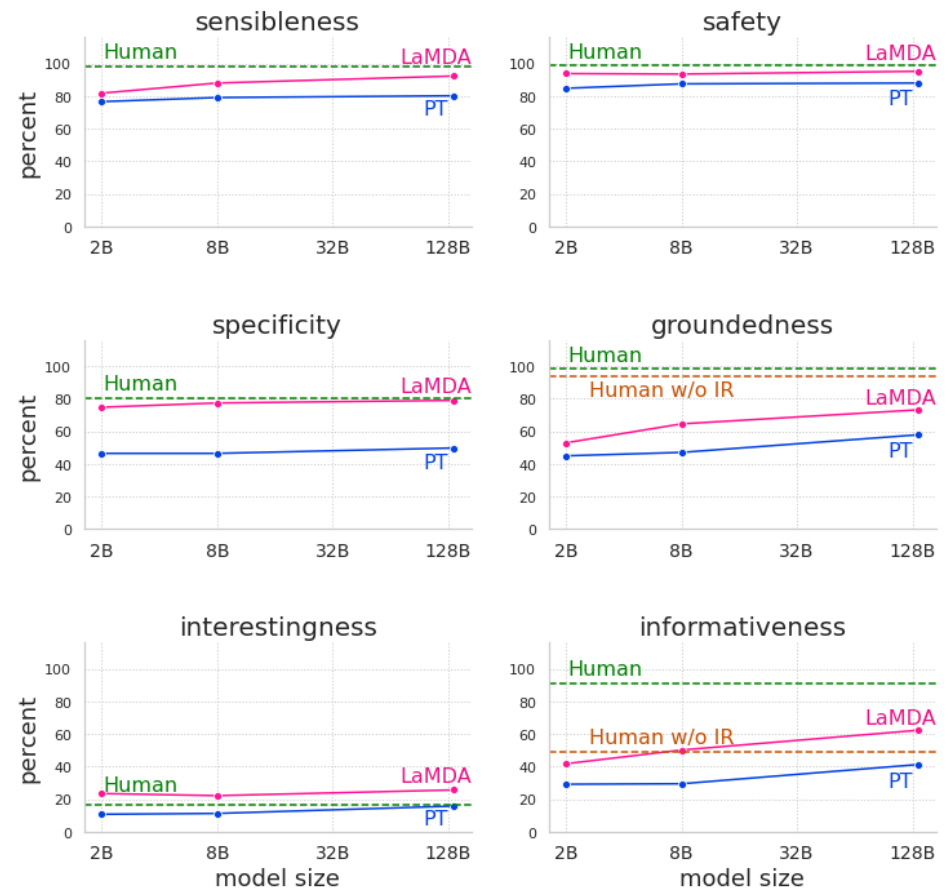 sensibleness
Human
LaMDA
PT
percent
100
80
60
40
20
0
2B
8B
32B
128B
safety
Human
LaMDA
PT
100
80
60
40
20
0
2B
8B
32B
128B
specificity
Human
LaMDA
PT
percent
100
80
60
40
20
0
2B
8B
32B
128B
groundedness
Human
Human w/o IR
LaMDA
PT
100
80
60
40
20
0
2B
8B
32B
128B
interestingness
Human
LaMDA
PT
percent
100
80
60
40
20
0
2B
8B
32B
128B
model size
informativeness
Human
Human w/o IR
LaMDA
PT
100
80
60
40
20
0
2B
8B
32B
128B
model size